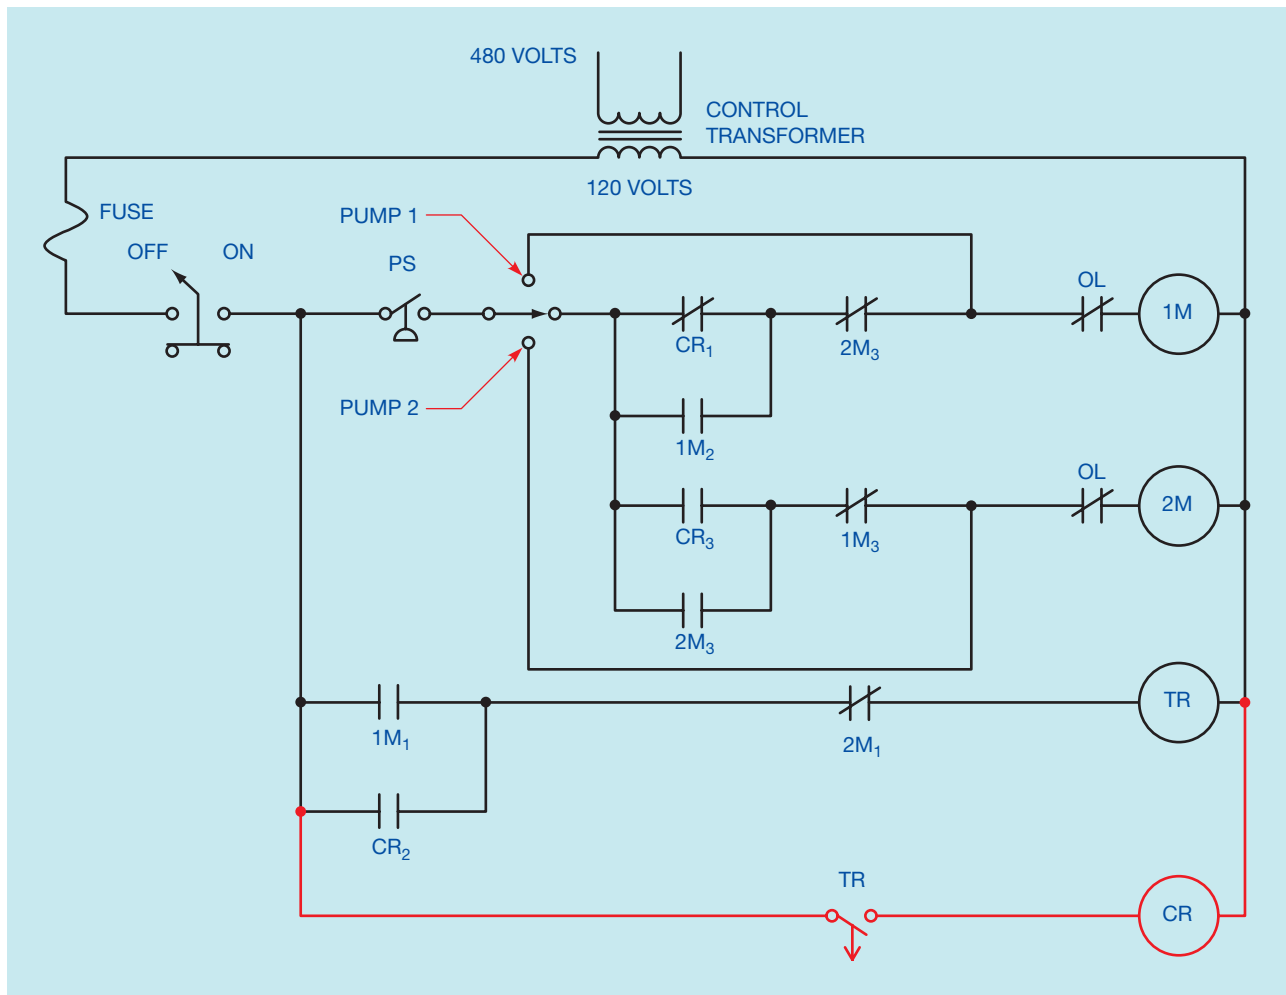 480 VOLTS
CONTROL
TRANSFORMER
120 VOLTS
FUSE
PUMP 1
OFF
ON
PS
OL
1M
CR₁
2M₃
PUMP 2
1M₂
OL
2M
CR₃
1M₃
2M₃
TR
1M₁
2M₁
CR₂
TR
CR